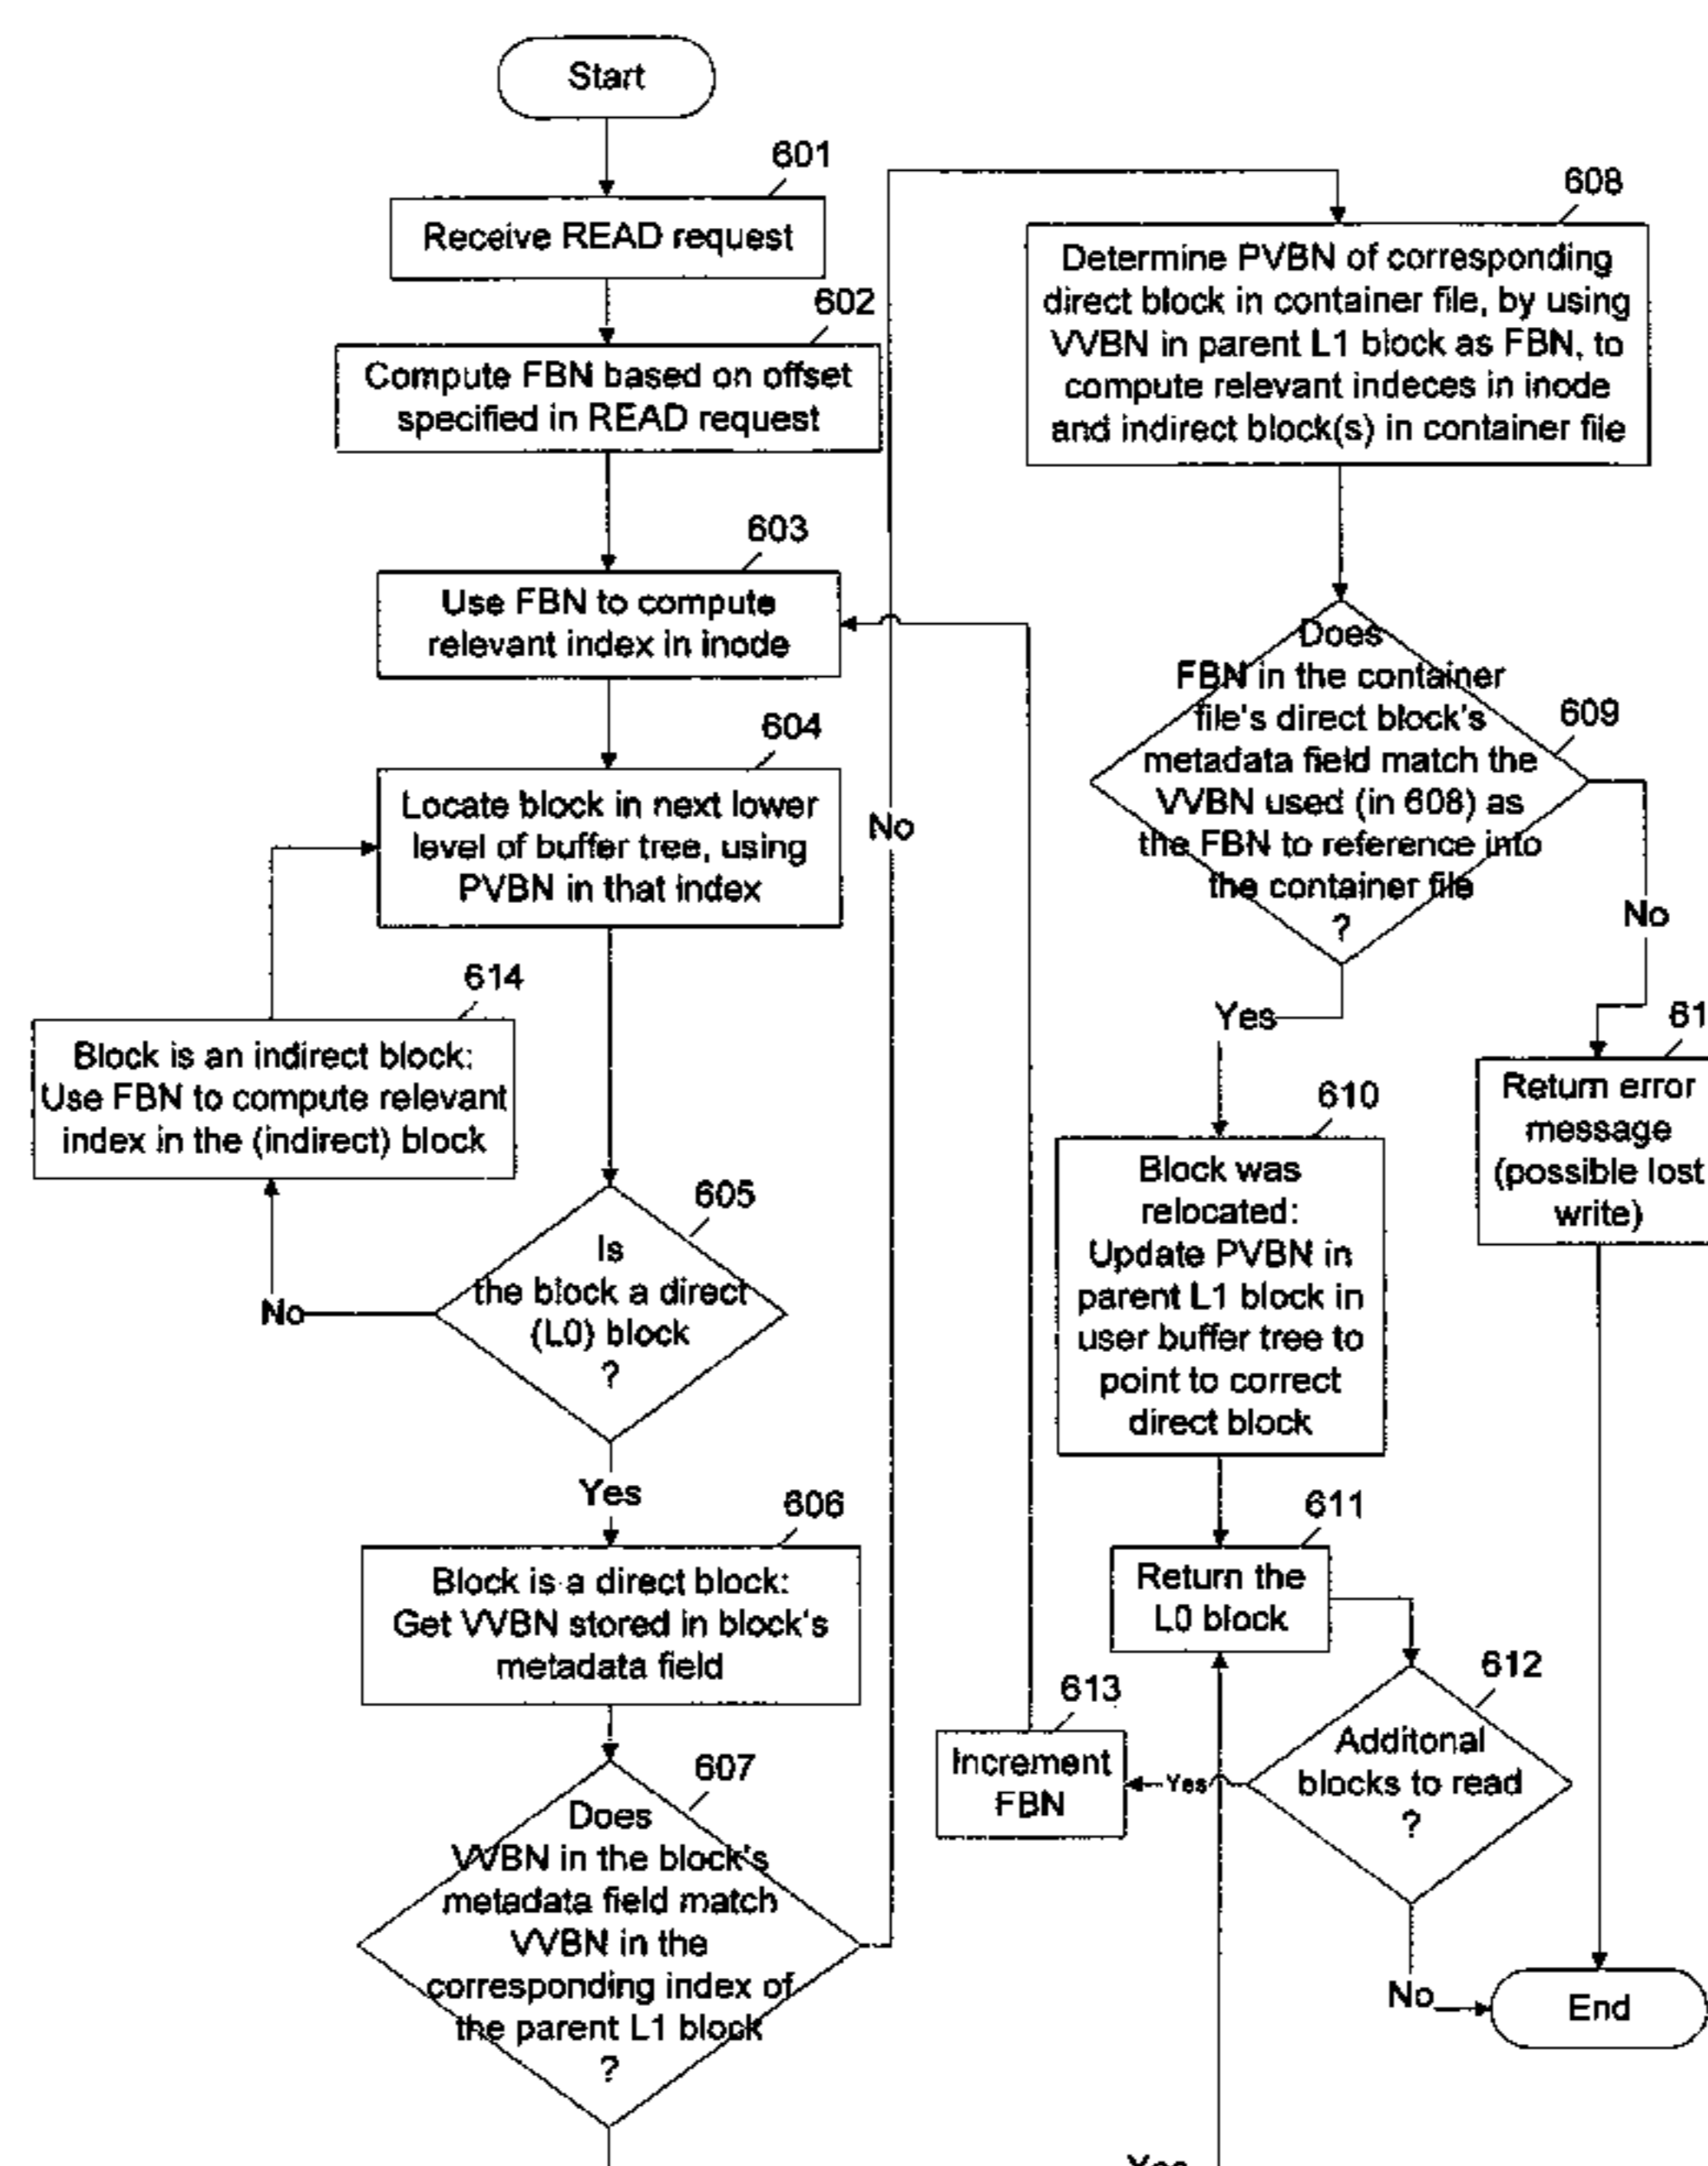 Start
601
Receive READ request
602
Compute FBN based on offset
specified in READ request
603
Use FBN to compute
relevant index in inode
604
Locate block in next lower
level of buffer tree, using
PVBN in that index
614
Block is an indirect block:
Use FBN to compute relevant
index in the (indirect) block
605
Is
the block a direct
(L0) block
?
No
Yes
606
Block is a direct block:
Get VVBN stored in block's
metadata field
607
Does
VVBN in the block's
metadata field match
VVBN in the
corresponding index of
the parent L1 block
?
No
608
Determine PVBN of corresponding
direct block in container file, by using
VVBN in parent L1 block as FBN, to
compute relevant indeces in inode
and indirect block(s) in container file
609
Does
FBN in the container
file's direct block's
metadata field match the
VVBN used (in 608) as
the FBN to reference into
the container file
?
No
Yes
61
Return error
message
(possible lost
write)
610
Block was
relocated:
Update PVBN in
parent L1 block in
user buffer tree to
point to correct
direct block
611
Return the
L0 block
612
Additonal
blocks to read
?
Yes
613
Increment
FBN
No
End
Yes